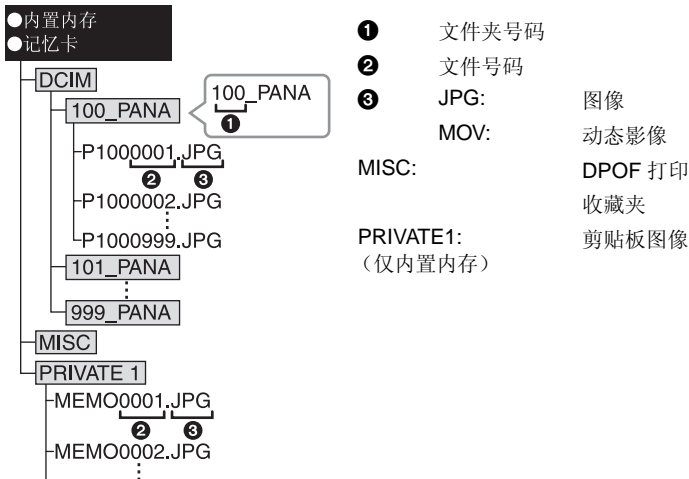 ●内置内存
●记忆卡
DCIM
100_PANA
100_PANA
❶
P1000001.JPG
❷ ❸
P1000002.JPG
P1000999.JPG
101_PANA
999_PANA
MISC
PRIVATE 1
MEMO0001.JPG
❷ ❸
MEMO0002.JPG
❶ 文件夹号码
❷ 文件号码
❸ JPG: 图像
MOV: 动态影像
MISC: DPOF 打印
收藏夹
PRIVATE1: 剪贴板图像
（仅内置内存）